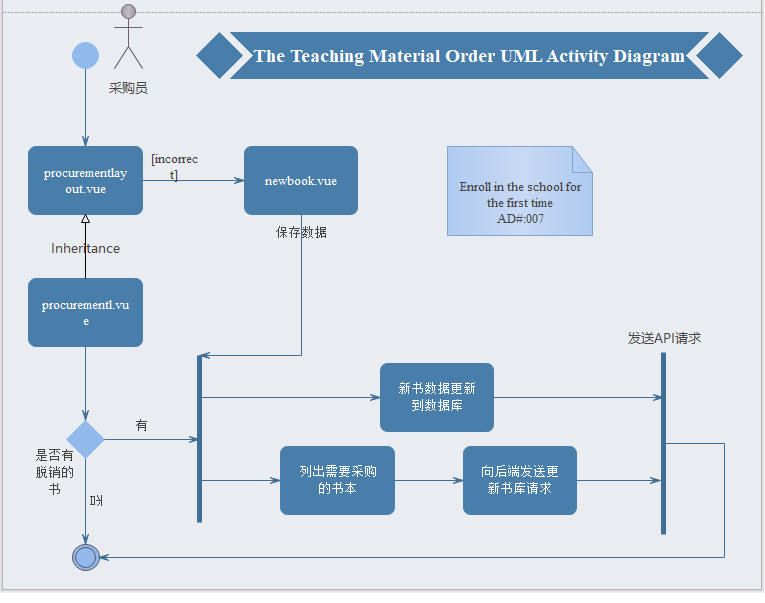 The Teaching Material Order UML Activity Diagram
采购员
procurementlay
out.vue
[incorrec
t]
newbook.vue
Enroll in the school for
the first time
AD#:007
保存数据
Inheritance
procurementl.vu
e
发送API请求
新书数据更新
到数据库
有
是否有
脱销的
书
列出需要采购
的书本
向后端发送更
新书库请求